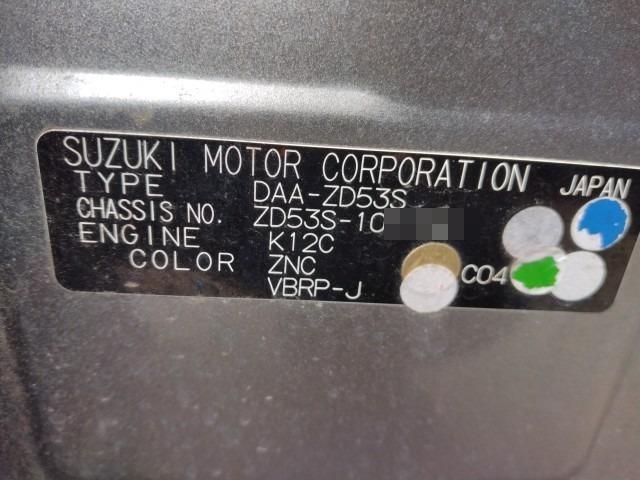 SUZUKI MOTOR CORPORATION JAPAN
TYPE DAA-ZD53S
CHASSIS NO. ZD53S-10
ENGINE K12C
COLOR ZNC C04
VBRP-J